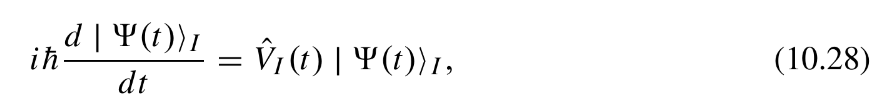 iħ d | Ψ(t)⟩_I / dt = V̂_I(t) | Ψ(t)⟩_I, (10.28)